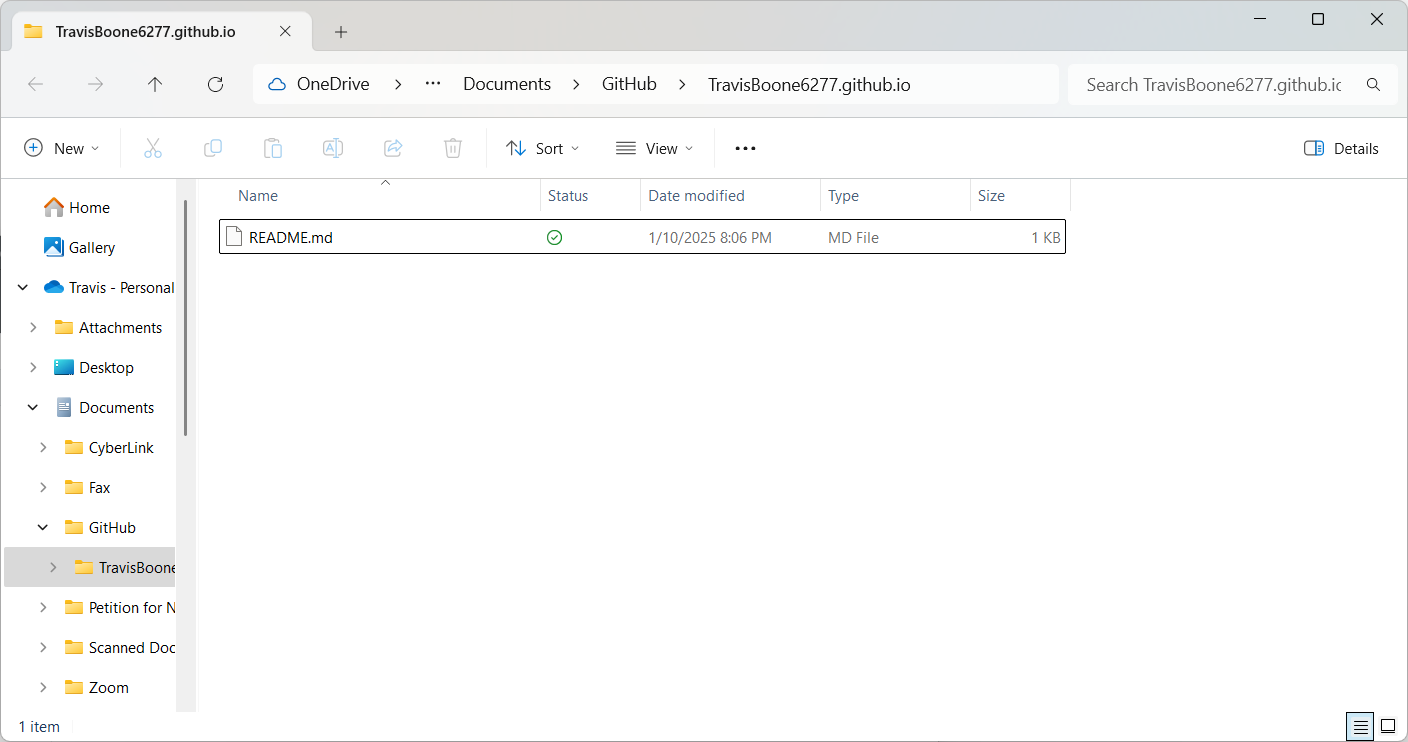 TravisBoone6277.github.io
OneDrive > ... Documents > GitHub > TravisBoone6277.github.io
Search TravisBoone6277.github.ic
New
Sort
View
Details
Name Status Date modified Type Size
README.md 1/10/2025 8:06 PM MD File 1 KB
Home
Gallery
Travis - Personal
Attachments
Desktop
Documents
CyberLink
Fax
GitHub
TravisBoone
Petition for N
Scanned Doc
Zoom
1 item